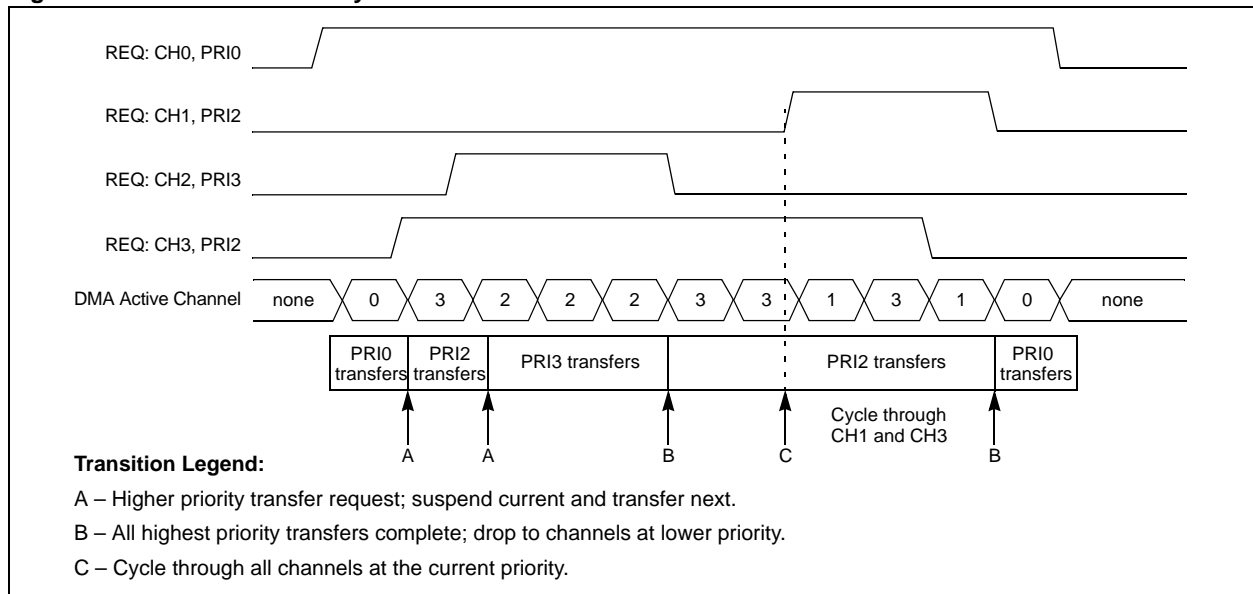 REQ: CH0, PRI0
REQ: CH1, PRI2
REQ: CH2, PRI3
REQ: CH3, PRI2
DMA Active Channel none 0 3 2 2 2 3 3 1 3 1 0 none
PRI0 transfers
PRI2 transfers
PRI3 transfers
PRI2 transfers
PRI0 transfers
Cycle through
CH1 and CH3
A A B C B
Transition Legend:
A – Higher priority transfer request; suspend current and transfer next.
B – All highest priority transfers complete; drop to channels at lower priority.
C – Cycle through all channels at the current priority.